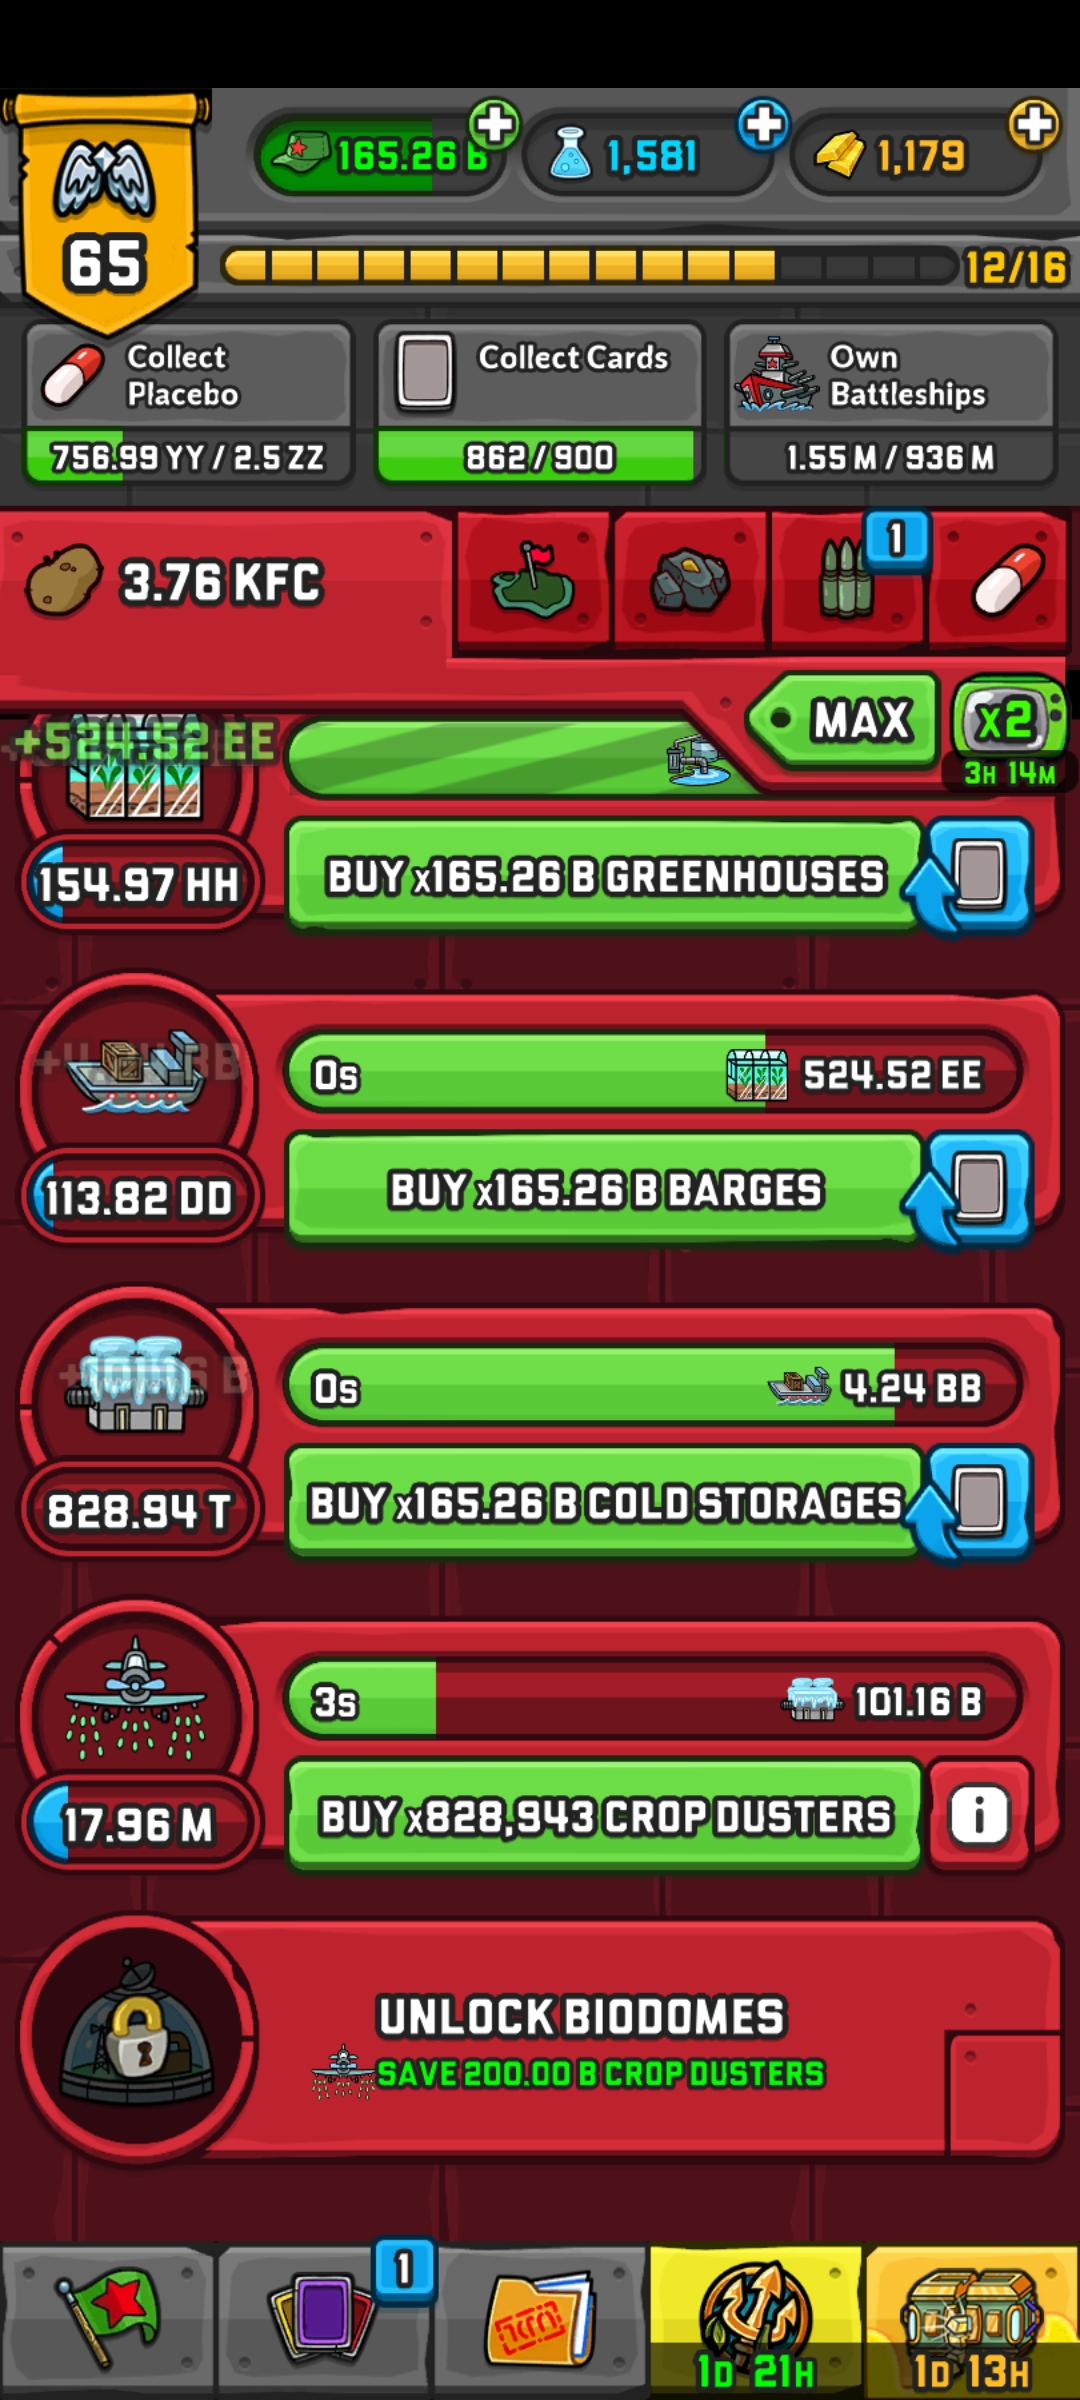 165.26 B
1,581
1,179
65
12/16
Collect
Placebo
756.99 YY / 2.5 ZZ
Collect Cards
862/900
Own
Battleships
1.55 M / 936 M
3.76 KFC
1
MAX
x2
3H 14M
+524.52 EE
154.97 HH
BUY x165.26 B GREENHOUSES
0s
524.52 EE
113.82 DD
BUY x165.26 B BARGES
0s
4.24 BB
828.94 T
BUY x165.26 B COLD STORAGES
3s
101.16 B
17.96 M
BUY x828,943 CROP DUSTERS
i
UNLOCK BIODOMES
SAVE 200.00 B CROP DUSTERS
1
1D 21H
1D 13H